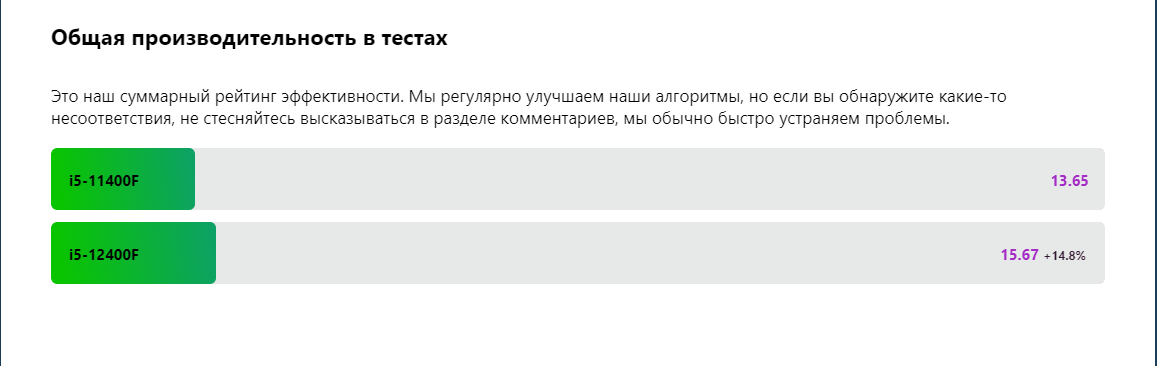 Общая производительность в тестах
Это наш суммарный рейтинг эффективности. Мы регулярно улучшаем наши алгоритмы, но если вы обнаружите какие-то
несоответствия, не стесняйтесь высказываться в разделе комментариев, мы обычно быстро устраняем проблемы.
i5-11400F 13.65
i5-12400F 15.67 +14.8%